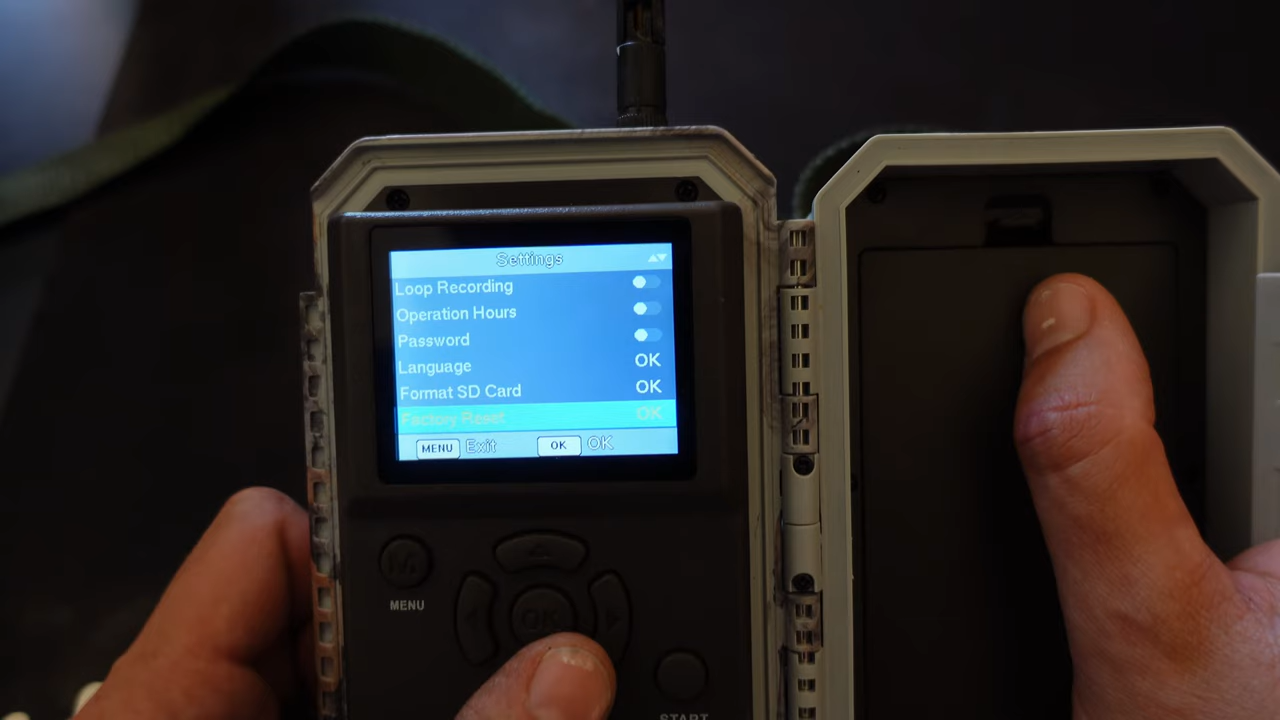 Settings
Loop Recording
Operation Hours
Password
Language OK
Format SD Card OK
Factory Reset OK
MENU Exit OK OK
MENU
OK
START